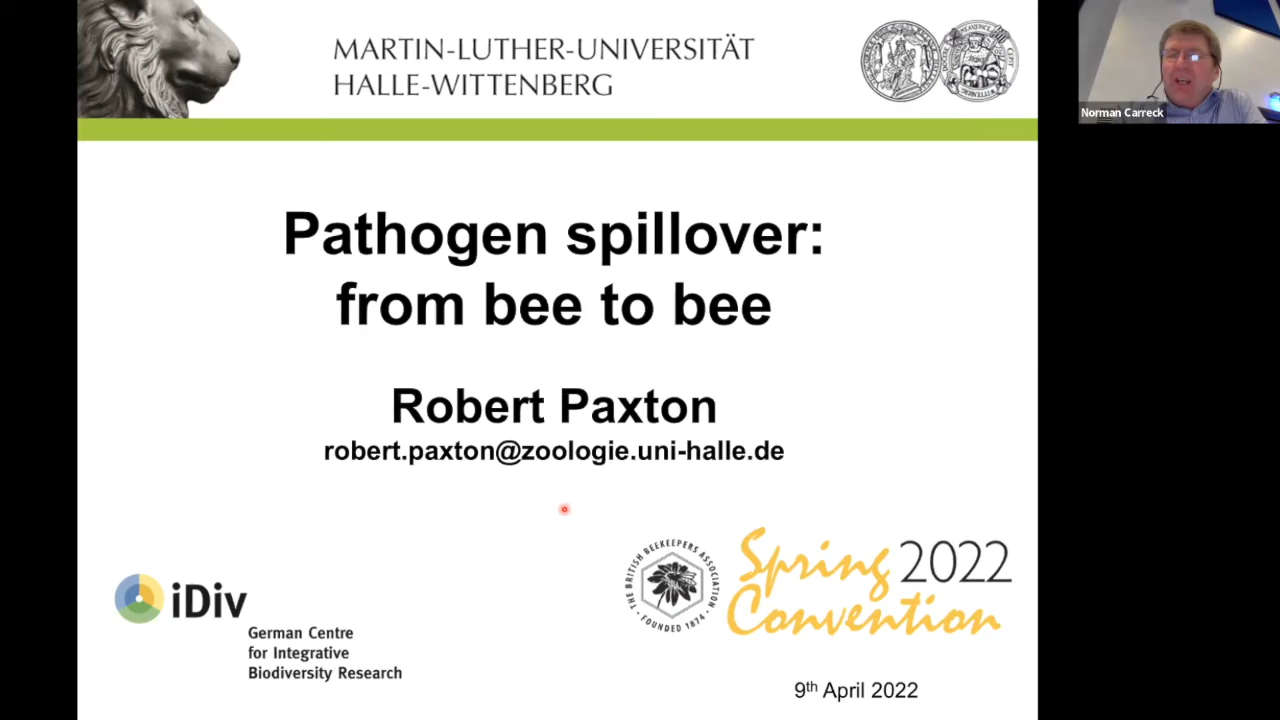 MARTIN-LUTHER-UNIVERSITÄT
HALLE-WITTENBERG
Norman Carreck
Pathogen spillover:
from bee to bee
Robert Paxton
robert.paxton@zoologie.uni-halle.de
iDiv
German Centre
for Integrative
Biodiversity Research
THE BRITISH BEEKEEPERS ASSOCIATION
· FOUNDED 1874 ·
Spring 2022
Convention
9th April 2022